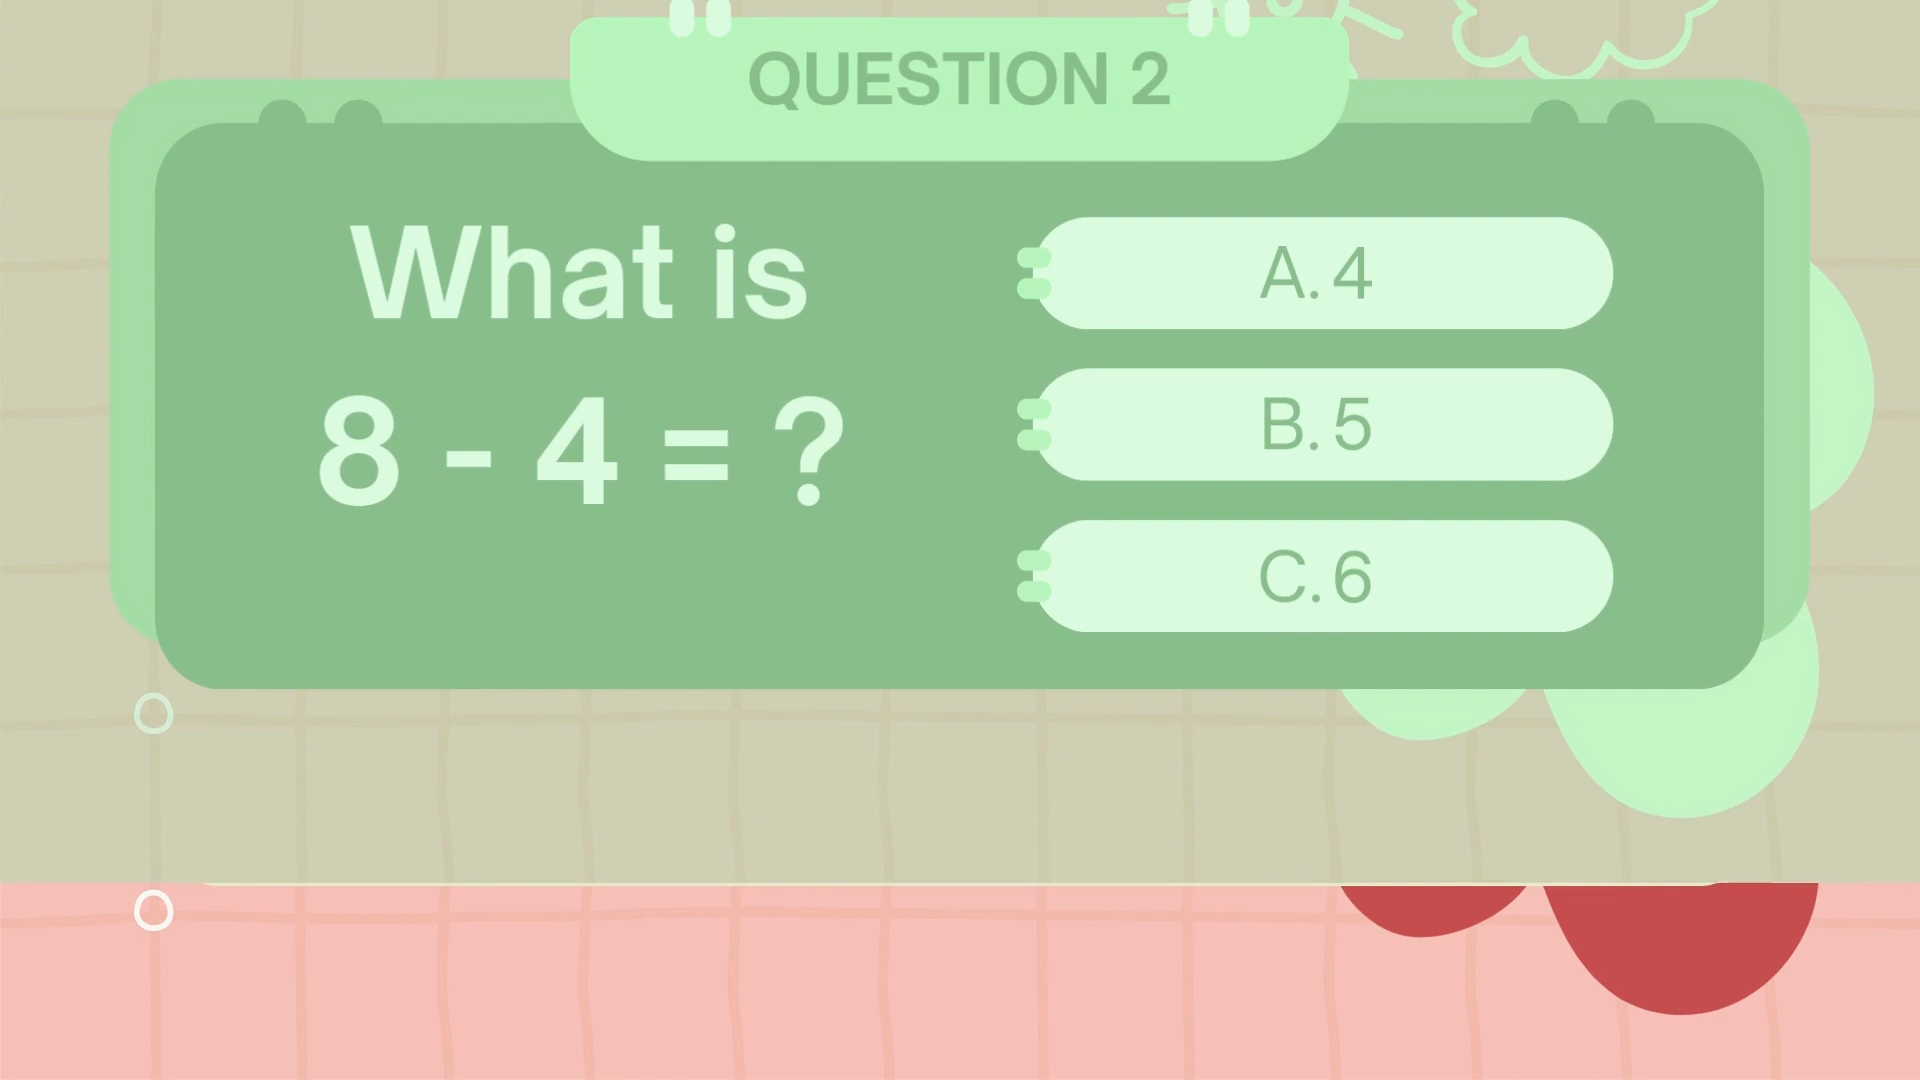 QUESTION 2
What is
8 - 4 = ?
A. 4
B. 5
C. 6